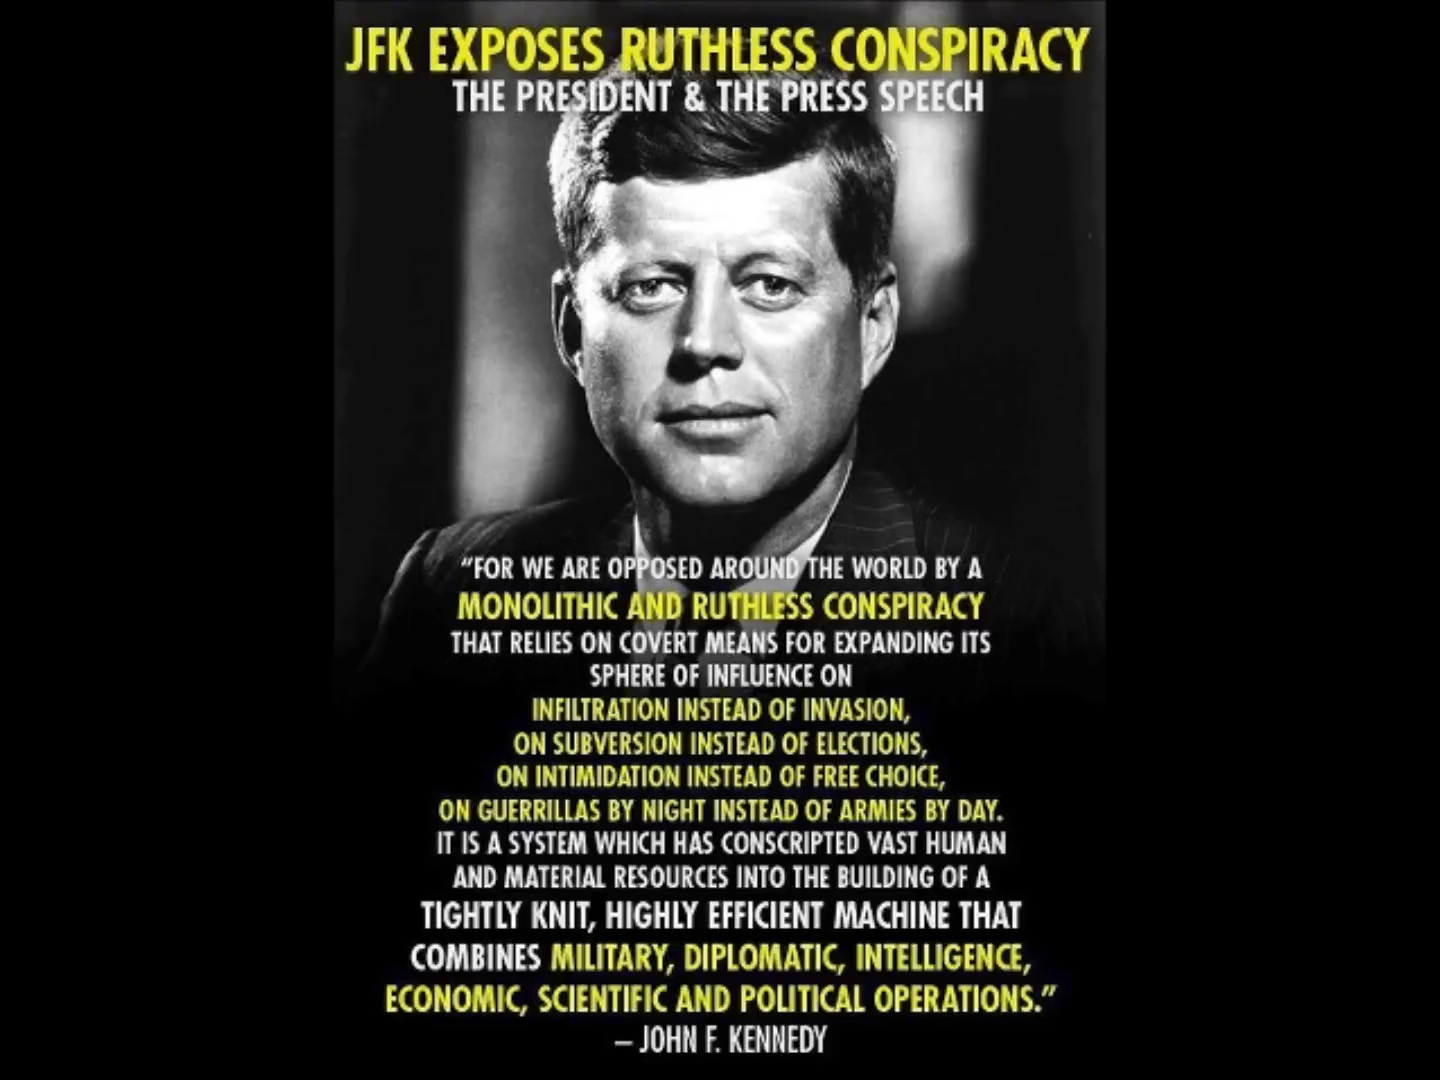 JFK EXPOSES RUTHLESS CONSPIRACY
THE PRESIDENT & THE PRESS SPEECH
“FOR WE ARE OPPOSED AROUND THE WORLD BY A
MONOLITHIC AND RUTHLESS CONSPIRACY
THAT RELIES ON COVERT MEANS FOR EXPANDING ITS
SPHERE OF INFLUENCE ON
INFILTRATION INSTEAD OF INVASION,
ON SUBVERSION INSTEAD OF ELECTIONS,
ON INTIMIDATION INSTEAD OF FREE CHOICE,
ON GUERRILLAS BY NIGHT INSTEAD OF ARMIES BY DAY.
IT IS A SYSTEM WHICH HAS CONSCRIPTED VAST HUMAN
AND MATERIAL RESOURCES INTO THE BUILDING OF A
TIGHTLY KNIT, HIGHLY EFFICIENT MACHINE THAT
COMBINES MILITARY, DIPLOMATIC, INTELLIGENCE,
ECONOMIC, SCIENTIFIC AND POLITICAL OPERATIONS.”
– JOHN F. KENNEDY